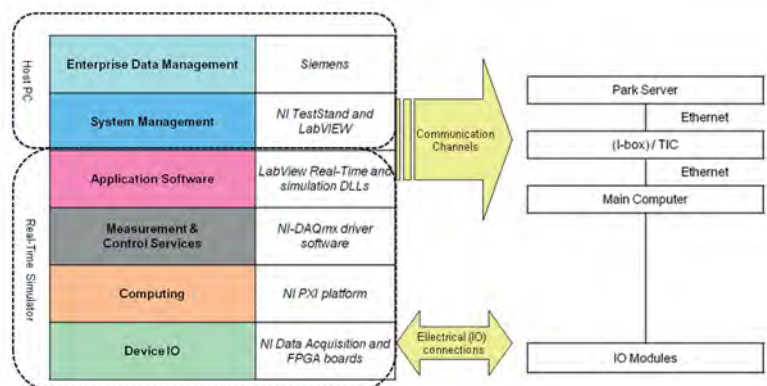 Host PC
Enterprise Data Management
Siemens
System Management
NI TestStand and
LabVIEW
Real-Time Simulator
Application Software
LabView Real-Time and
simulation DLLs
Measurement &
Control Services
NI-DAQmx driver
software
Computing
NI PXI platform
Device IO
NI Data Acquisition and
FPGA boards
Communication
Channels
Ellectrical (IO)
connections
Park Server
Ethernet
(I-box) / TIC
Ethernet
Main Computer
IO Modules